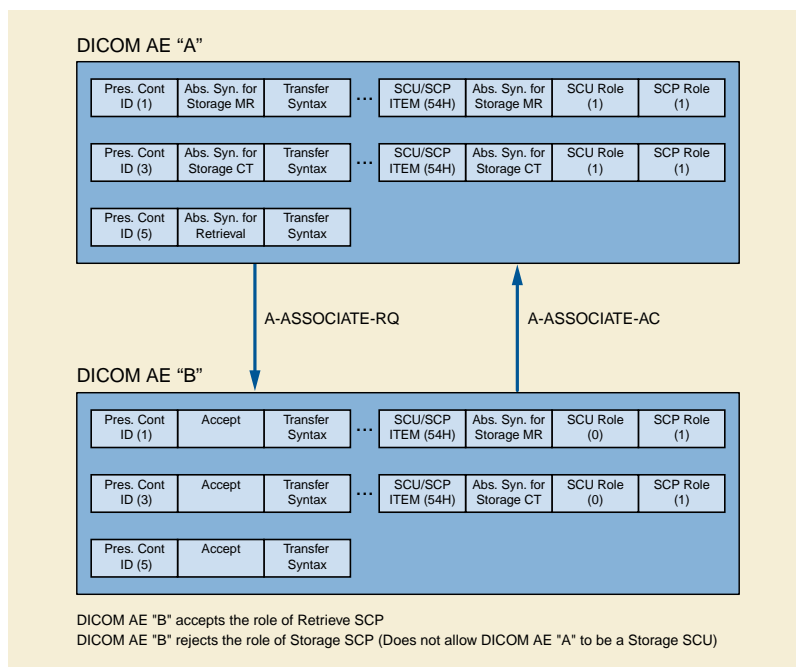 DICOM AE “A”
Pres. Cont ID (1) Abs. Syn. for Storage MR Transfer Syntax ... SCU/SCP ITEM (54H) Abs. Syn. for Storage MR SCU Role (1) SCP Role (1)
Pres. Cont ID (3) Abs. Syn. for Storage CT Transfer Syntax ... SCU/SCP ITEM (54H) Abs. Syn. for Storage CT SCU Role (1) SCP Role (1)
Pres. Cont ID (5) Abs. Syn. for Retrieval Transfer Syntax
A-ASSOCIATE-RQ A-ASSOCIATE-AC
DICOM AE “B”
Pres. Cont ID (1) Accept Transfer Syntax ... SCU/SCP ITEM (54H) Abs. Syn. for Storage MR SCU Role (0) SCP Role (1)
Pres. Cont ID (3) Accept Transfer Syntax ... SCU/SCP ITEM (54H) Abs. Syn. for Storage CT SCU Role (0) SCP Role (1)
Pres. Cont ID (5) Accept Transfer Syntax
DICOM AE "B" accepts the role of Retrieve SCP
DICOM AE "B" rejects the role of Storage SCP (Does not allow DICOM AE "A" to be a Storage SCU)